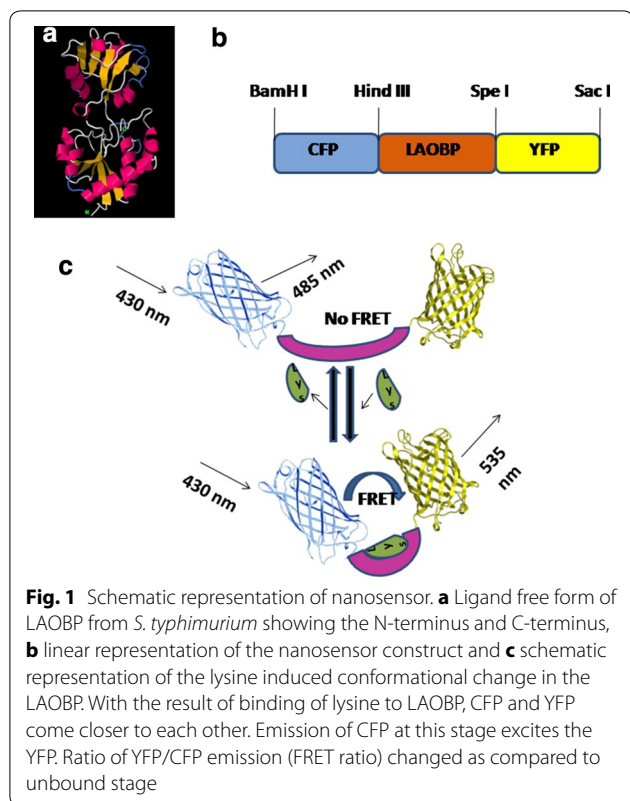 a
b
BamH I Hind III Spe I Sac I
CFP LAOBP YFP
c
430 nm
485 nm
No FRET
Lys
Lys
430 nm
FRET
535 nm
Lys
Fig. 1 Schematic representation of nanosensor. a Ligand free form of
LAOBP from S. typhimurium showing the N-terminus and C-terminus,
b linear representation of the nanosensor construct and c schematic
representation of the lysine induced conformational change in the
LAOBP. With the result of binding of lysine to LAOBP, CFP and YFP
come closer to each other. Emission of CFP at this stage excites the
YFP. Ratio of YFP/CFP emission (FRET ratio) changed as compared to
unbound stage